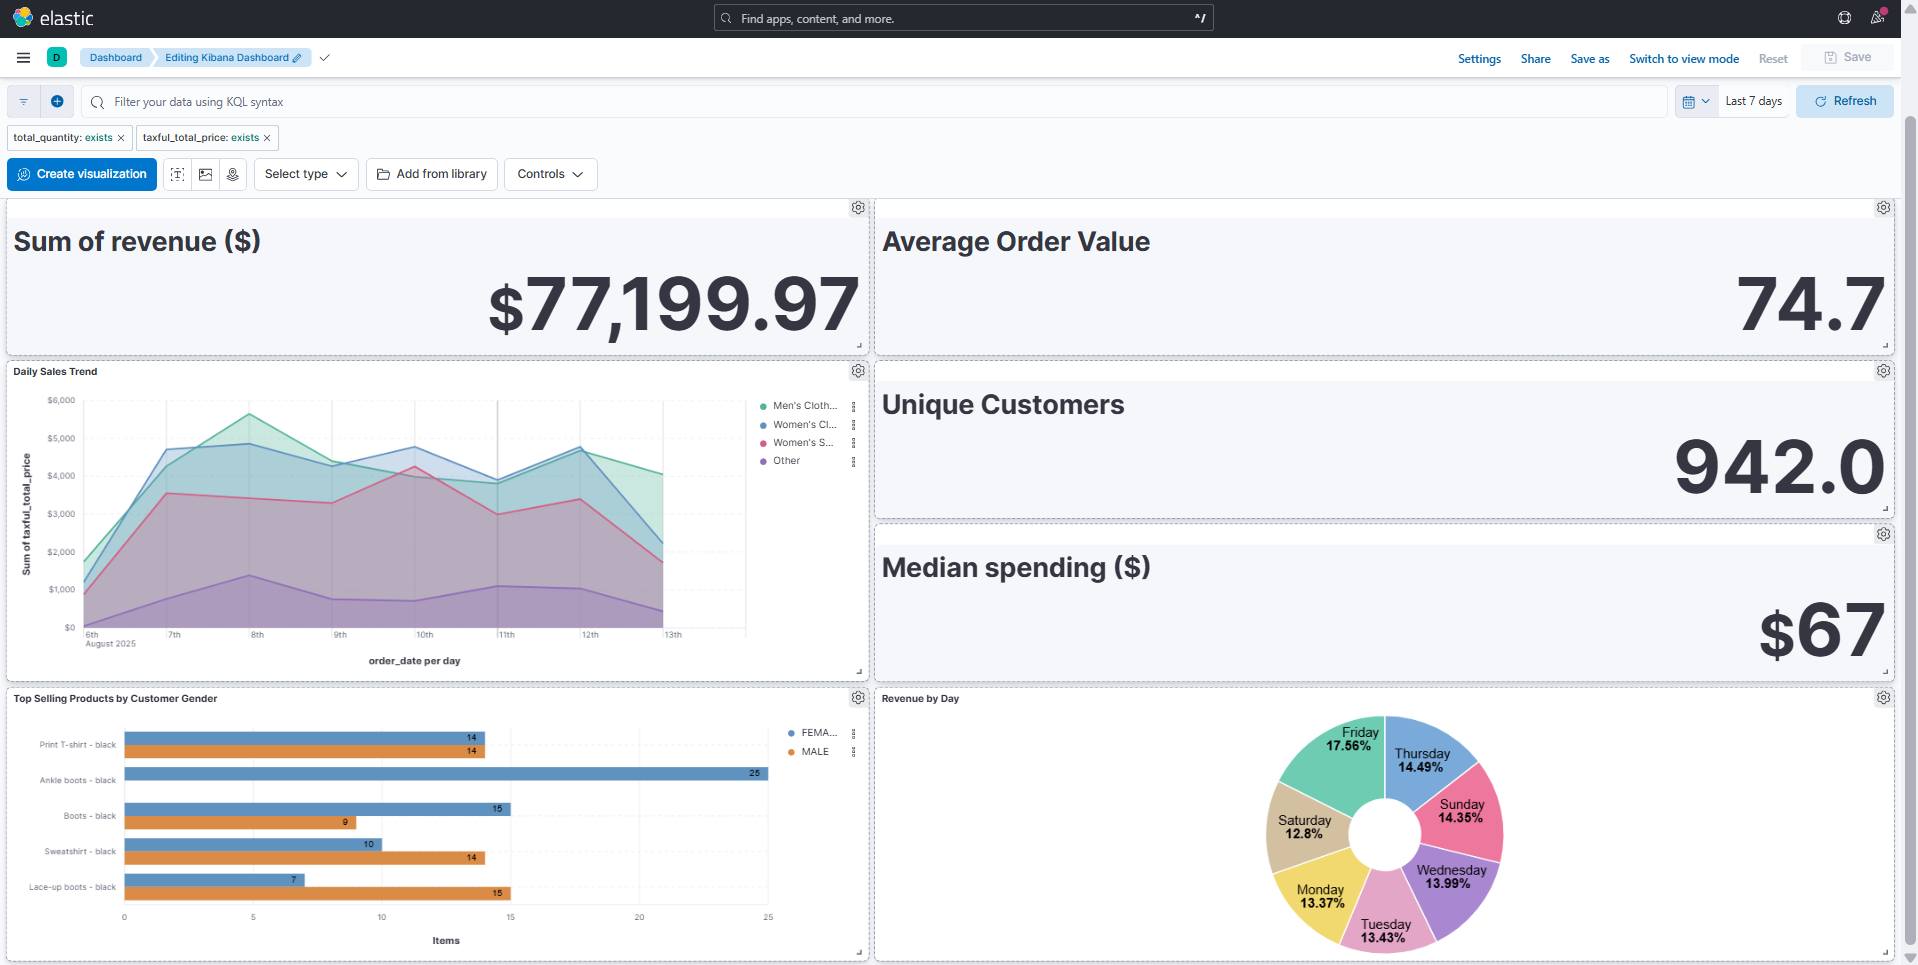 elastic
Find apps, content, and more.
^/
D
Dashboard
Editing Kibana Dashboard
Settings
Share
Save as
Switch to view mode
Reset
Save
Filter your data using KQL syntax
Last 7 days
Refresh
total_quantity: exists
taxful_total_price: exists
Create visualization
Select type
Add from library
Controls
Sum of revenue ($)
$77,199.97
Average Order Value
74.7
Daily Sales Trend
$6,000
$5,000
$4,000
$3,000
$2,000
$1,000
$0
Sum of taxful_total_price
6th
7th
8th
9th
10th
11th
12th
13th
August 2025
order_date per day
Men's Cloth...
Women's Cl...
Women's S...
Other
Unique Customers
942.0
Median spending ($)
$67
Top Selling Products by Customer Gender
Print T-shirt - black
14
14
Ankle boots - black
25
Boots - black
15
9
Sweatshirt - black
10
14
Lace-up boots - black
7
15
0
5
10
15
20
25
Items
FEMA...
MALE
Revenue by Day
Friday
17.56%
Thursday
14.49%
Sunday
14.35%
Wednesday
13.99%
Tuesday
13.43%
Monday
13.37%
Saturday
12.8%